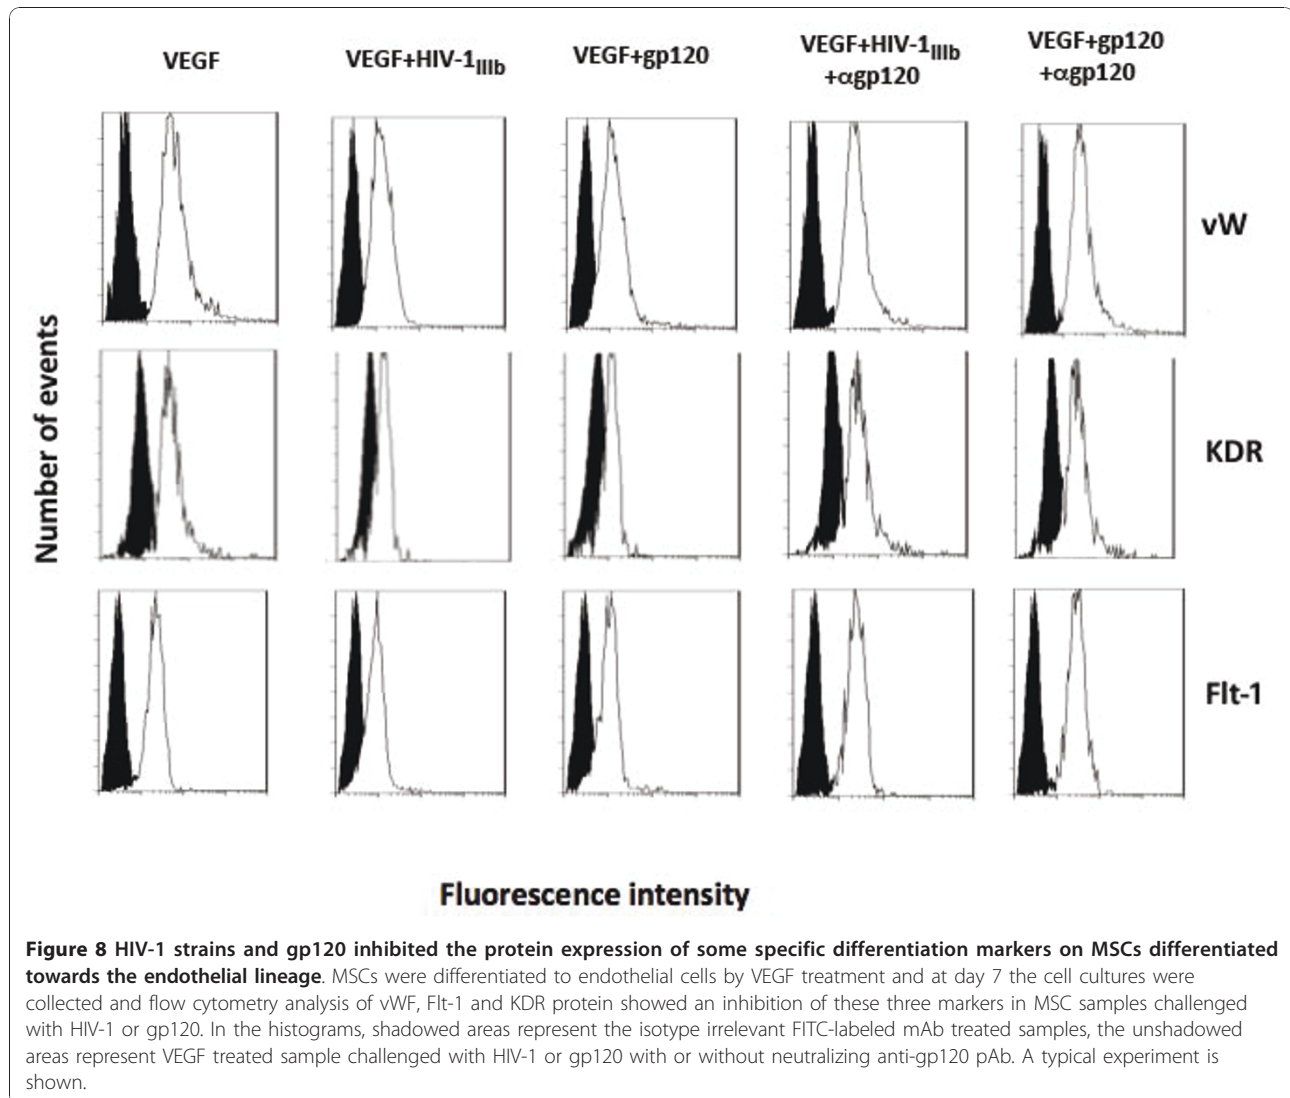 VEGF
VEGF+HIV-1IIIb
VEGF+gp120
VEGF+HIV-1IIIb
+αgp120
VEGF+gp120
+αgp120
Number of events
vW
KDR
Flt-1
Fluorescence intensity
Figure 8 HIV-1 strains and gp120 inhibited the protein expression of some specific differentiation markers on MSCs differentiated
towards the endothelial lineage. MSCs were differentiated to endothelial cells by VEGF treatment and at day 7 the cell cultures were
collected and flow cytometry analysis of vWF, Flt-1 and KDR protein showed an inhibition of these three markers in MSC samples challenged
with HIV-1 or gp120. In the histograms, shadowed areas represent the isotype irrelevant FITC-labeled mAb treated samples, the unshadowed
areas represent VEGF treated sample challenged with HIV-1 or gp120 with or without neutralizing anti-gp120 pAb. A typical experiment is
shown.